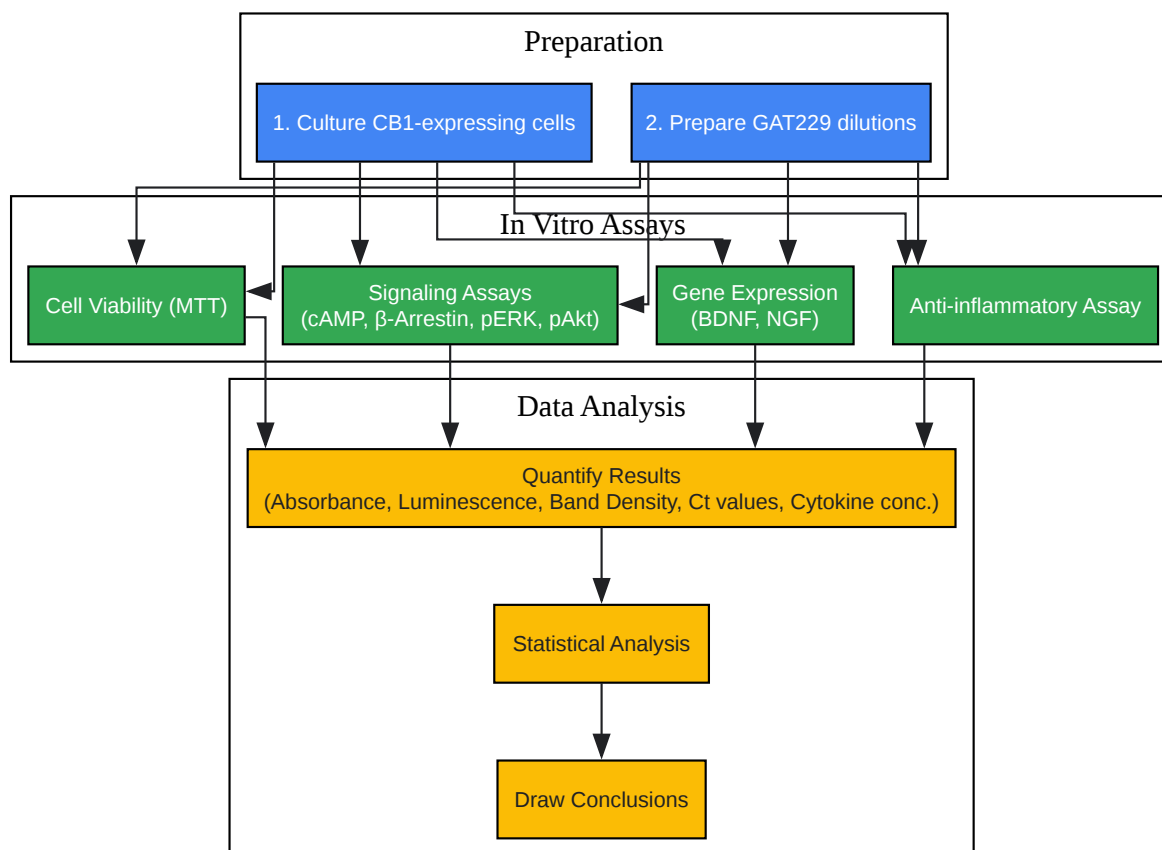 Preparation
1. Culture CB1-expressing cells
2. Prepare GAT229 dilutions
In Vitro Assays
Cell Viability (MTT)
Signaling Assays
(cAMP, β-Arrestin, pERK, pAkt)
Gene Expression
(BDNF, NGF)
Anti-inflammatory Assay
Data Analysis
Quantify Results
(Absorbance, Luminescence, Band Density, Ct values, Cytokine conc.)
Statistical Analysis
Draw Conclusions